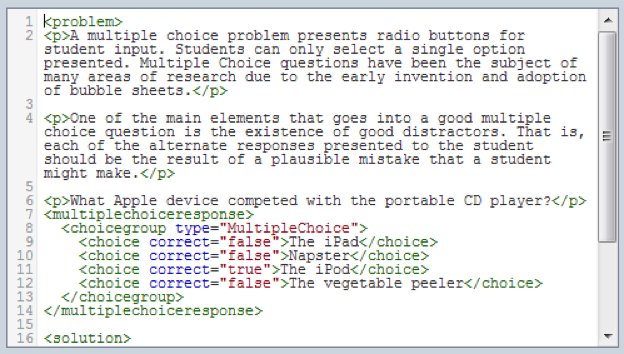 1 <problem>
2 <p>A multiple choice problem presents radio buttons for
student input. Students can only select a single option
presented. Multiple Choice questions have been the subject of
many areas of research due to the early invention and adoption
of bubble sheets.</p>
3
4 <p>One of the main elements that goes into a good multiple
choice question is the existence of good distractors. That is,
each of the alternate responses presented to the student
should be the result of a plausible mistake that a student
might make.</p>
5
6 <p>What Apple device competed with the portable CD player?</p>
7 <multiplechoiceresponse>
8   <choicegroup type="MultipleChoice">
9     <choice correct="false">The iPad</choice>
10     <choice correct="false">Napster</choice>
11     <choice correct="true">The iPod</choice>
12     <choice correct="false">The vegetable peeler</choice>
13   </choicegroup>
14 </multiplechoiceresponse>
15
16 <solution>